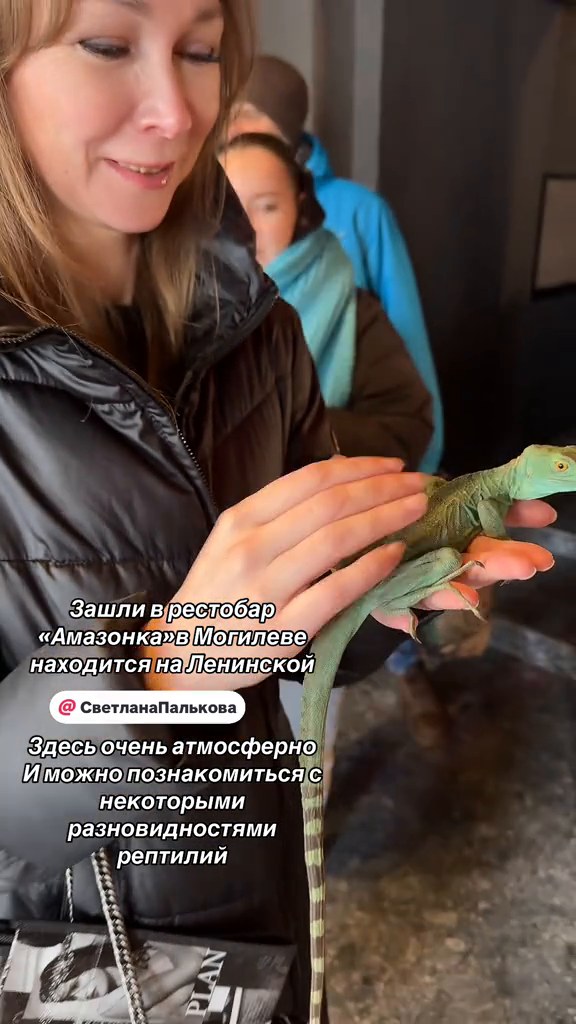 Зашли в рестобар
«Амазонка»в Могилеве
находится на Ленинской
@ СветланаПалькова
Здесь очень атмосферно
И можно познакомиться с
некоторыми
разновидностями
рептилий
PLAN